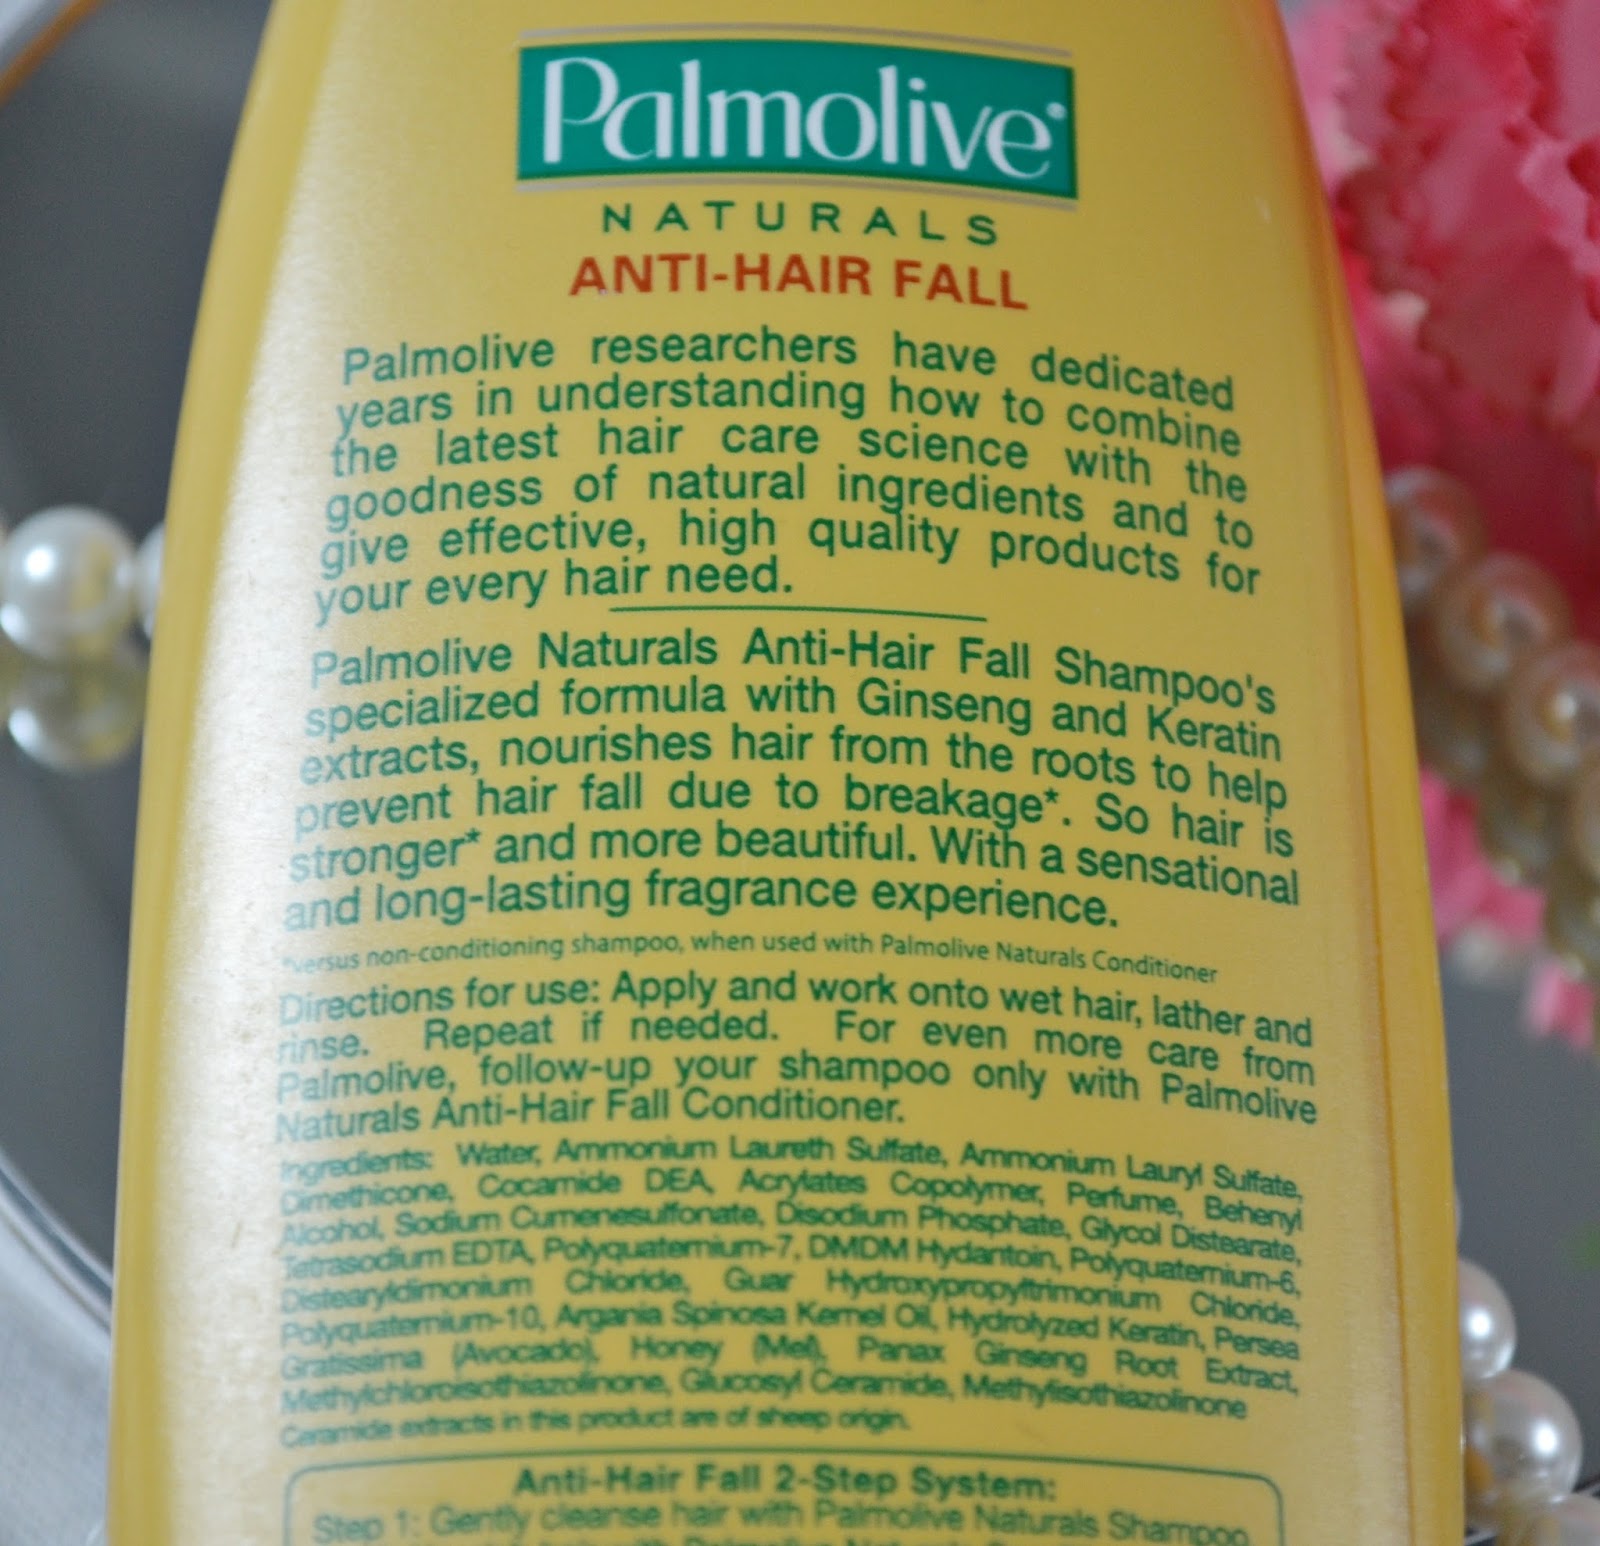 Palmolive
NATURALS
ANTI-HAIR FALL
Palmolive researchers have dedicated
years in understanding how to combine
the latest hair care science with the
goodness of natural ingredients and to
give effective, high quality products for
your every hair need.
Palmolive Naturals Anti-Hair Fall Shampoo's
specialized formula with Ginseng and Keratin
extracts, nourishes hair from the roots to help
prevent hair fall due to breakage*. So hair is
stronger* and more beautiful. With a sensational
and long-lasting fragrance experience.
*versus non-conditioning shampoo, when used with Palmolive Naturals Conditioner
Directions for use: Apply and work onto wet hair, lather and
rinse. Repeat if needed. For even more care from
Palmolive, follow-up your shampoo only with Palmolive
Naturals Anti-Hair Fall Conditioner.
Ingredients: Water, Ammonium Laureth Sulfate, Ammonium Lauryl Sulfate,
Dimethicone, Cocamide DEA, Acrylates Copolymer, Perfume, Behenyl
Alcohol, Sodium Cumenesulfonate, Disodium Phosphate, Glycol Distearate,
Tetrasodium EDTA, Polyquaternium-7, DMDM Hydantoin, Polyquaternium-6,
Distearyldimonium Chloride, Guar Hydroxypropyltrimonium Chloride,
Polyquaternium-10, Argania Spinosa Kernel Oil, Hydrolyzed Keratin, Persea
Gratissima (Avocado), Honey (Mel), Panax Ginseng Root Extract,
Methylchloroisothiazolinone, Glucosyl Ceramide, Methylisothiazolinone
Ceramide extracts in this product are of sheep origin.
Anti-Hair Fall 2-Step System:
Step 1: Gently cleanse hair with Palmolive Naturals Shampoo